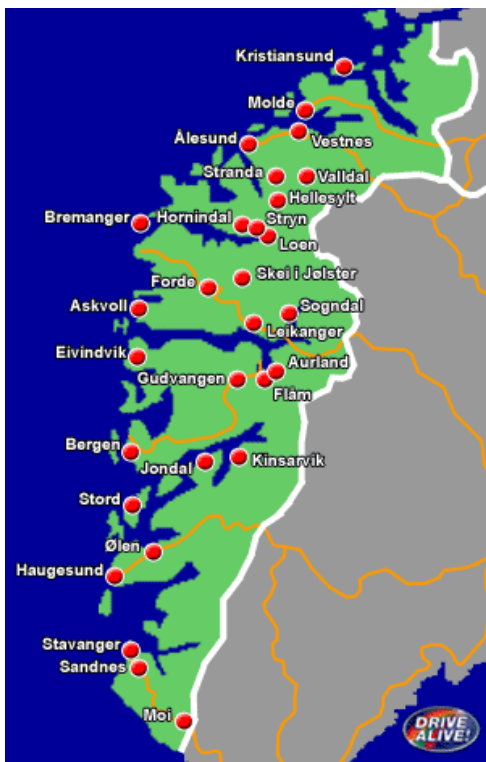 Kristiansund
Molde
Vestnes
Ålesund
Stranda
Valldal
Hellesylt
Bremanger
Hornindal
Stryn
Loen
Skei i Jølster
Forde
Askvoll
Sogndal
Leikanger
Eivindvik
Aurland
Gudvangen
Flåm
Bergen
Jondal
Kinsarvik
Stord
Ølen
Haugesund
Stavanger
Sandnes
Moi
DRIVE
ALIVE!